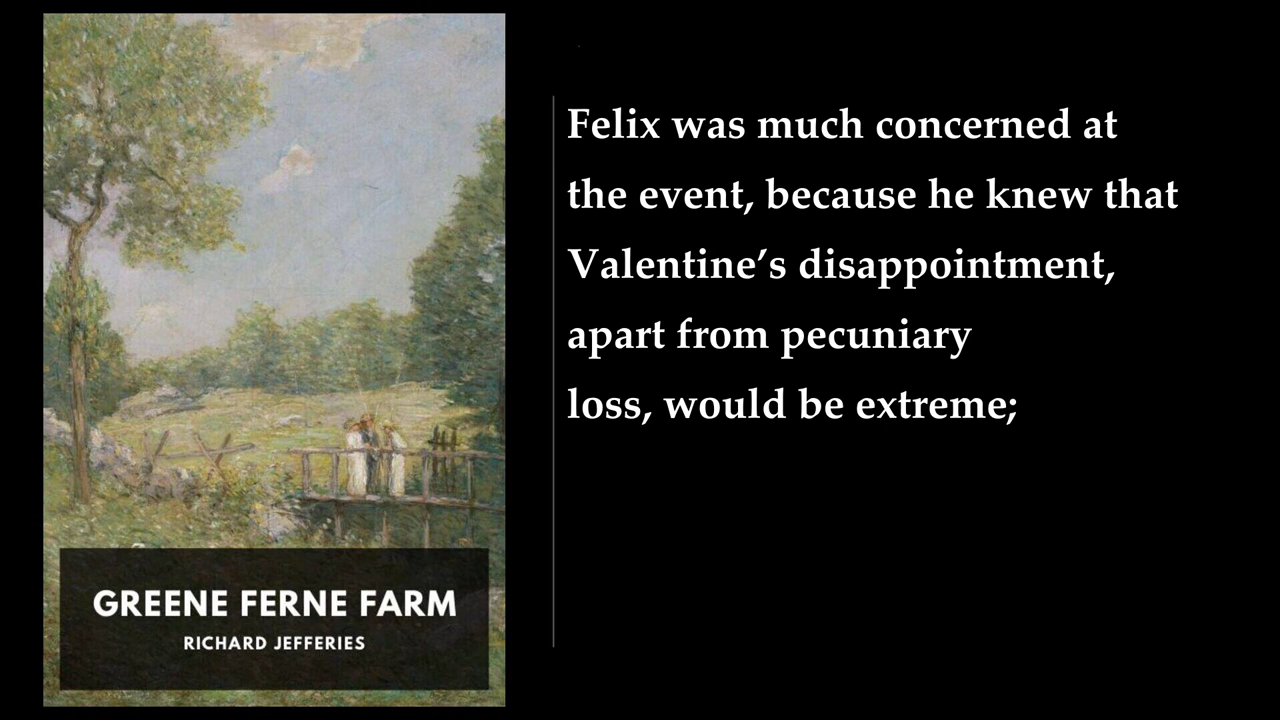 GREENE FERNE FARM
RICHARD JEFFERIES
Felix was much concerned at
the event, because he knew that
Valentine’s disappointment,
apart from pecuniary
loss, would be extreme;